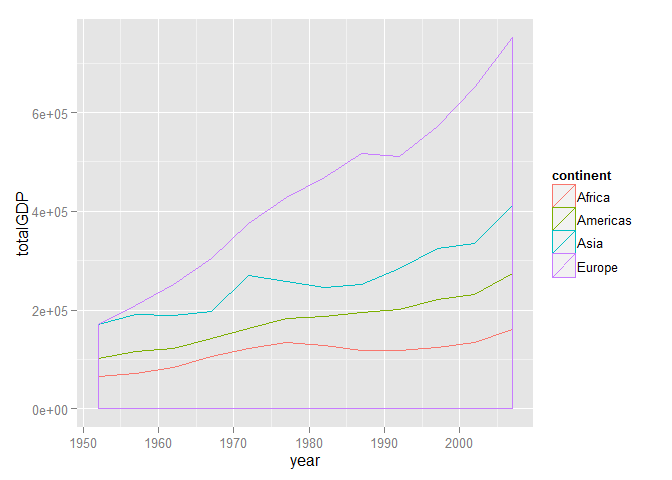 totalGDP
6e+05
4e+05
2e+05
0e+00
1950 1960 1970 1980 1990 2000
year
continent
Africa
Americas
Asia
Europe